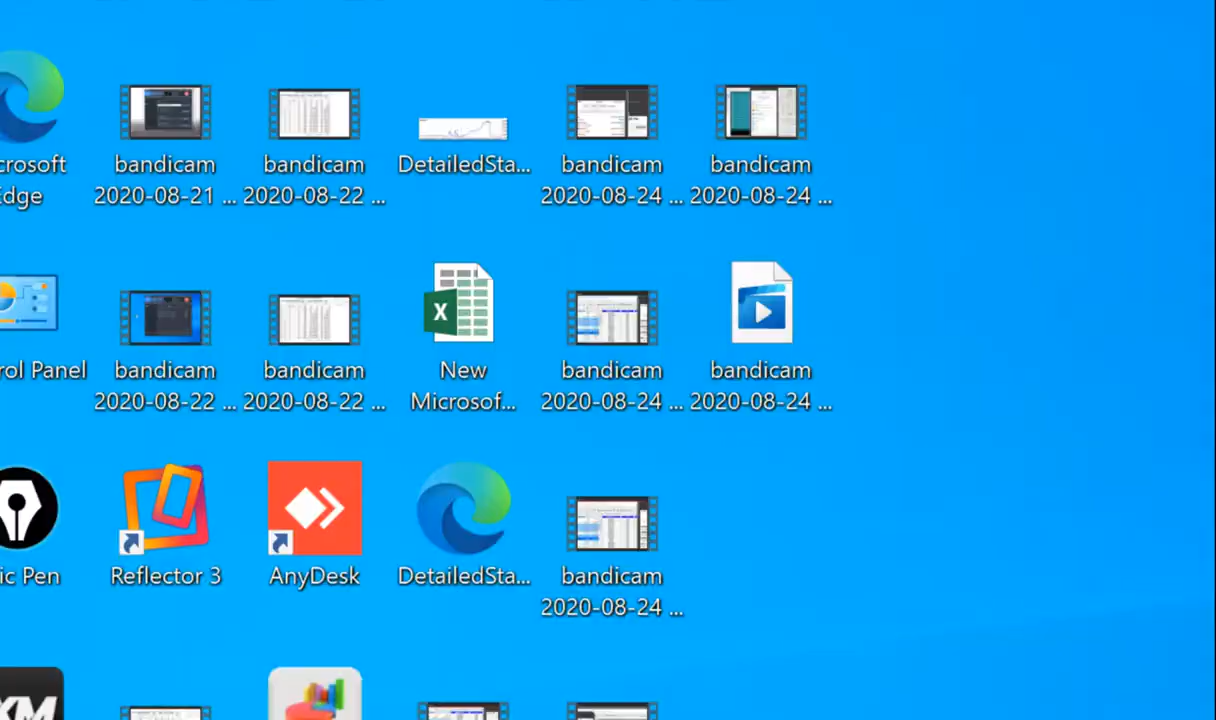 crosoft
Edge
bandicam
2020-08-21 ...
bandicam
2020-08-22 ...
DetailedSta...
bandicam
2020-08-24 ...
bandicam
2020-08-24 ...
rol Panel
bandicam
2020-08-22 ...
bandicam
2020-08-22 ...
X
New
Microsof...
bandicam
2020-08-24 ...
bandicam
2020-08-24 ...
ic Pen
Reflector 3
AnyDesk
DetailedSta...
bandicam
2020-08-24 ...
XM